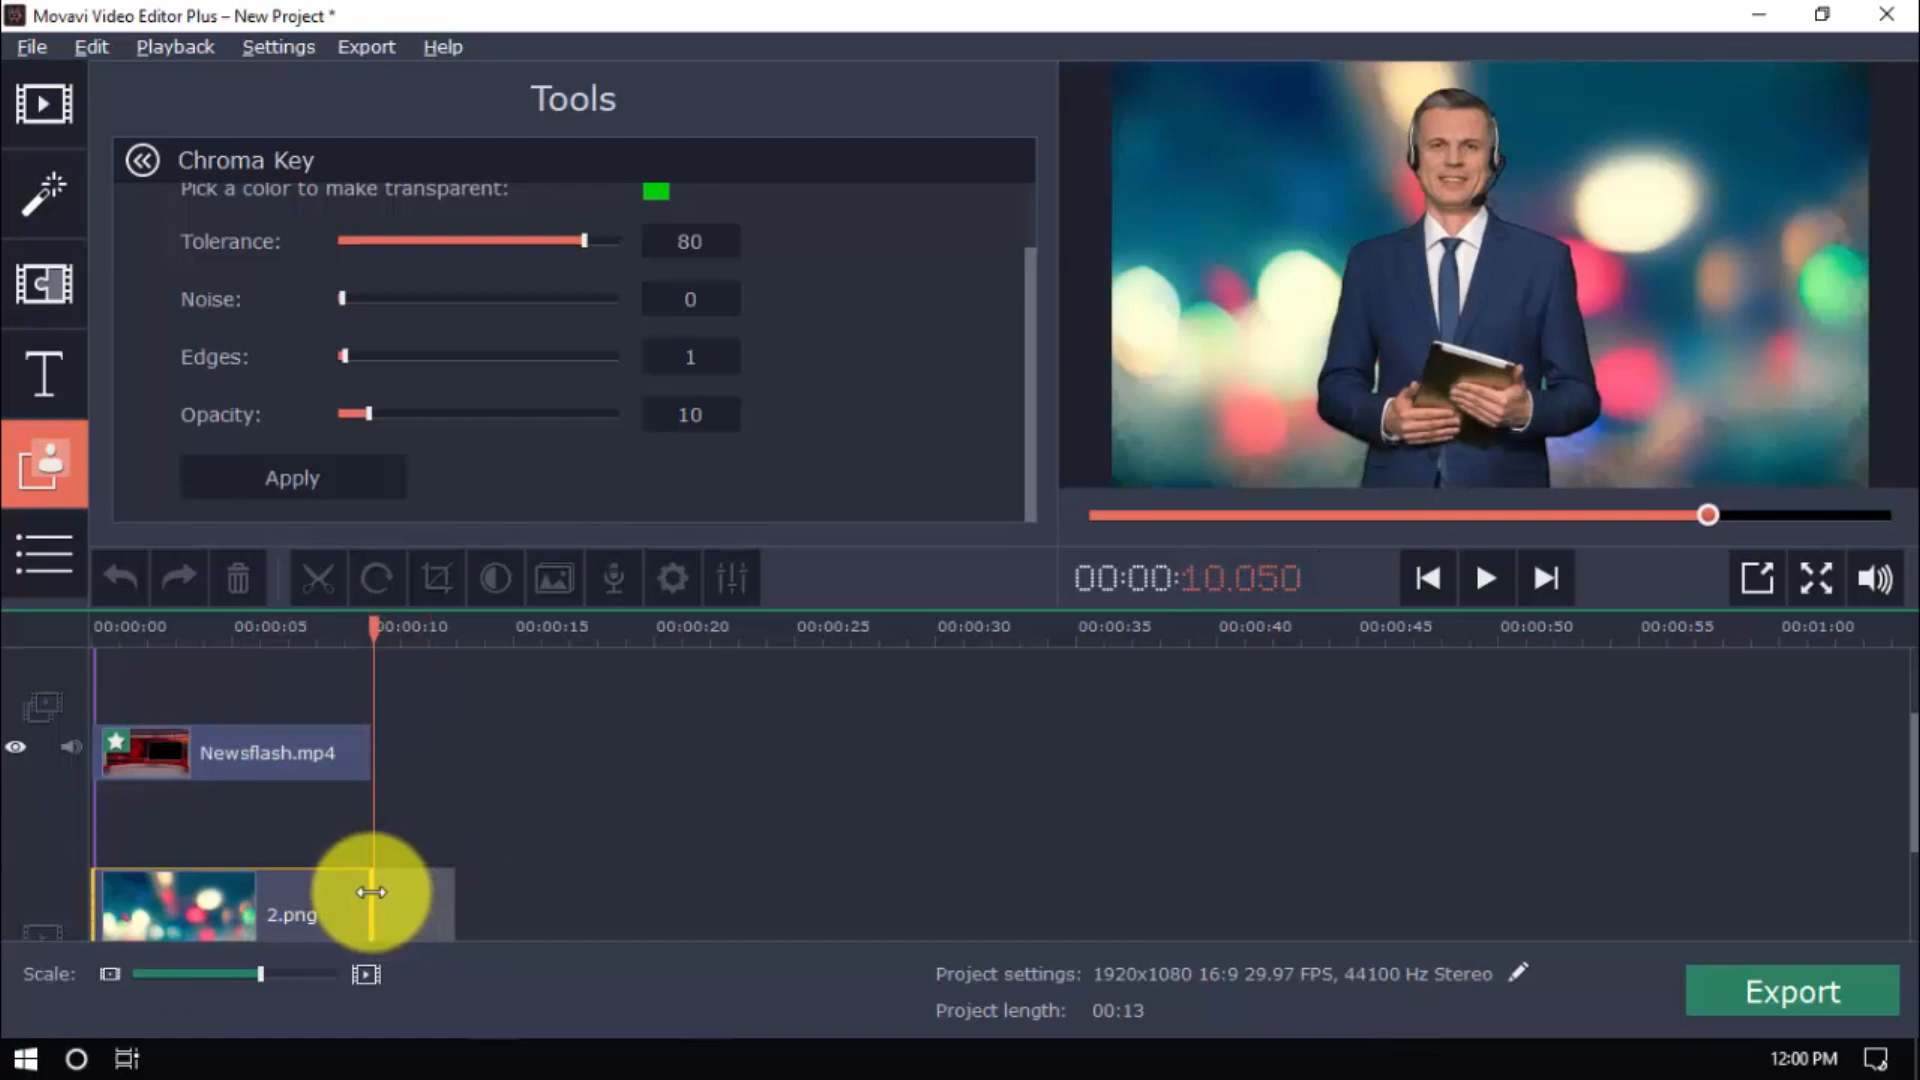 Movavi Video Editor Plus – New Project *
File Edit Playback Settings Export Help
Tools
Chroma Key
Pick a color to make transparent:
Tolerance: 80
Noise: 0
Edges: 1
Opacity: 10
Apply
00:00:10.050
00:00:00 00:00:05 00:00:10 00:00:15 00:00:20 00:00:25 00:00:30 00:00:35 00:00:40 00:00:45 00:00:50 00:00:55 00:01:00
Newsflash.mp4
2.png
Scale:
Project settings: 1920x1080 16:9 29.97 FPS, 44100 Hz Stereo
Project length: 00:13
Export
12:00 PM